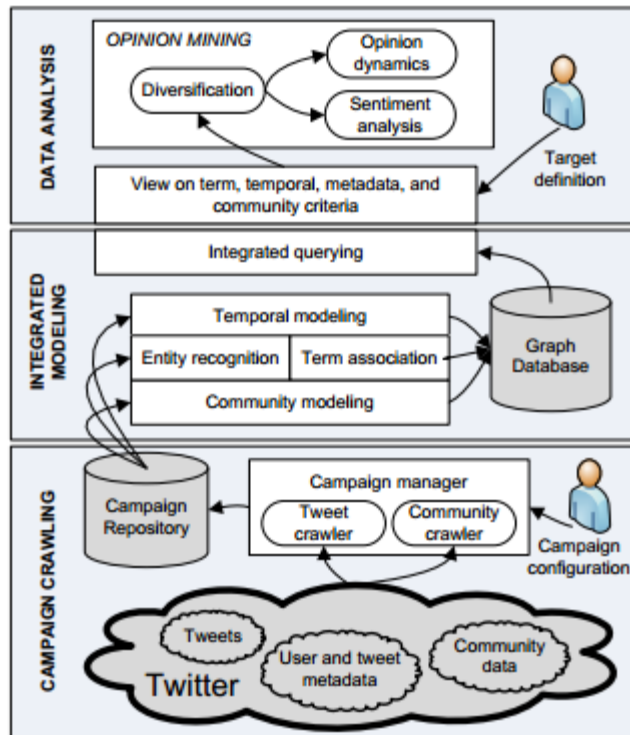 DATA ANALYSIS
OPINION MINING
Opinion
dynamics
Diversification
Sentiment
analysis
Target
definition
View on term, temporal, metadata, and
community criteria
INTEGRATED
MODELING
Integrated querying
Temporal modeling
Entity recognition
Term association
Community modeling
Graph
Database
CAMPAIGN CRAWLING
Campaign
Repository
Campaign manager
Tweet
crawler
Community
crawler
Campaign
configuration
Tweets
User and tweet
metadata
Community
data
Twitter